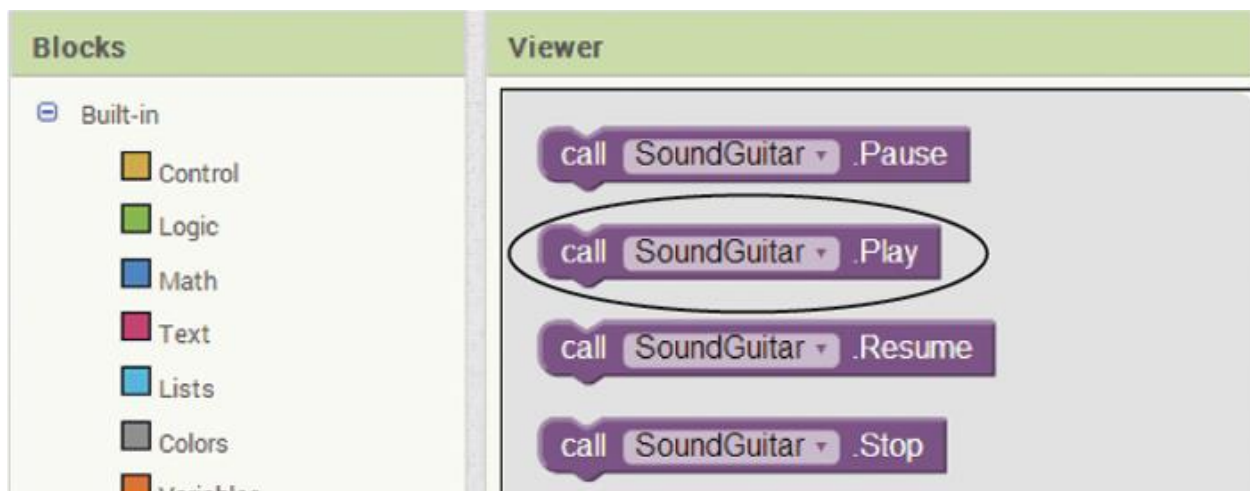 Blocks
Built-in
Control
Logic
Math
Text
Lists
Colors
Variables
Viewer
call SoundGuitar .Pause
call SoundGuitar .Play
call SoundGuitar .Resume
call SoundGuitar .Stop